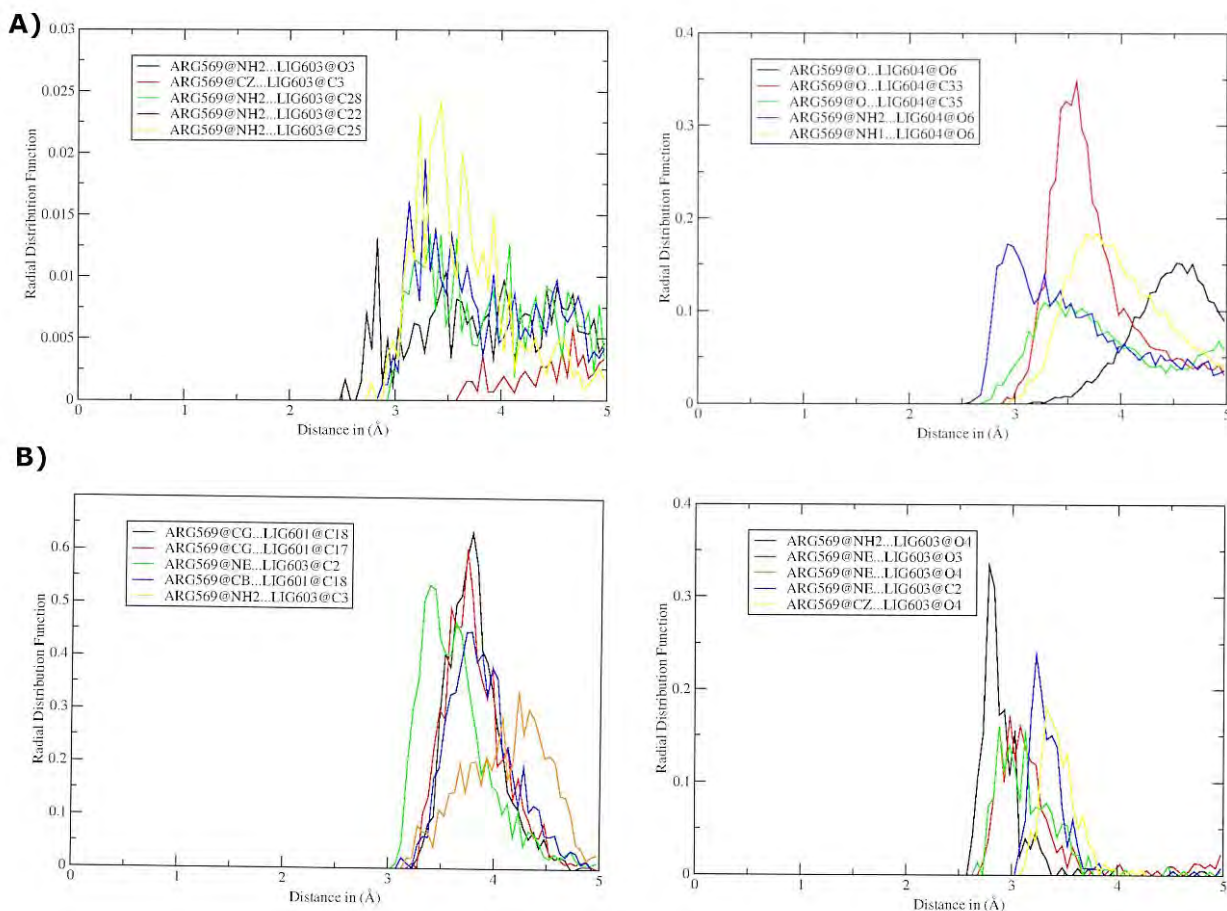 A)
0.03
0.025
0.02
0.015
0.01
0.005
0
Radial Distribution Function
ARG569@NH2...LIG603@O3
ARG569@CZ...LIG603@C3
ARG569@NH2...LIG603@C28
ARG569@NH2...LIG603@C22
ARG569@NH2...LIG603@C25
0 1 2 3 4 5
Distance in (Å)
0.4
0.3
0.2
0.1
0
Radial Distribution Function
ARG569@O...LIG604@O6
ARG569@O...LIG604@C33
ARG569@O...LIG604@C35
ARG569@NH2...LIG604@O6
ARG569@NH1...LIG604@O6
0 1 2 3 4 5
Distance in (Å)
B)
0.6
0.5
0.4
0.3
0.2
0.1
0
Radial Distribution Function
ARG569@CG...LIG601@C18
ARG569@CG...LIG601@C17
ARG569@NE...LIG603@C2
ARG569@CB...LIG601@C18
ARG569@NH2...LIG603@C3
0 1 2 3 4 5
Distance in (Å)
0.4
0.3
0.2
0.1
0
Radial Distribution Function
ARG569@NH2...LIG603@O4
ARG569@NE...LIG603@O3
ARG569@NE...LIG603@O4
ARG569@NE...LIG603@C2
ARG569@CZ...LIG603@O4
0 1 2 3 4 5
Distance in (Å)